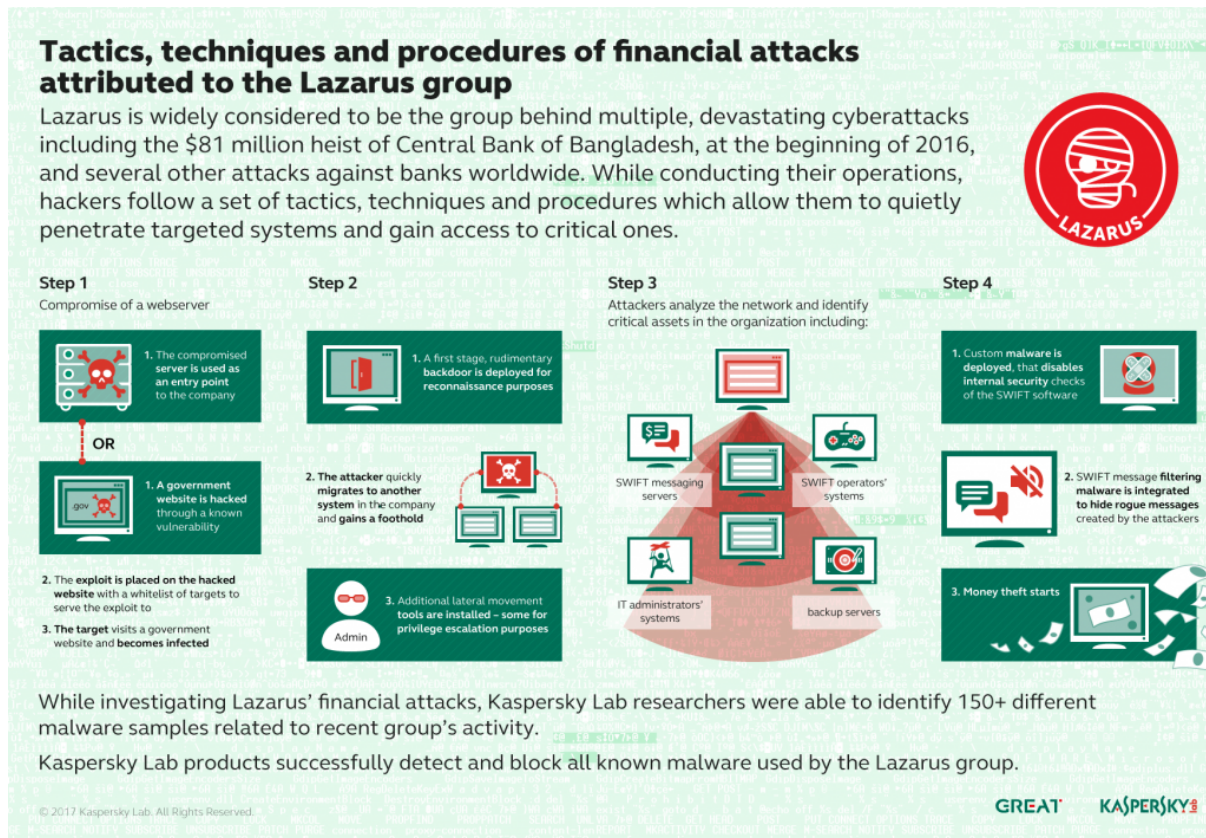 Tactics, techniques and procedures of financial attacks
attributed to the Lazarus group
Lazarus is widely considered to be the group behind multiple, devastating cyberattacks
including the $81 million heist of Central Bank of Bangladesh, at the beginning of 2016,
and several other attacks against banks worldwide. While conducting their operations,
hackers follow a set of tactics, techniques and procedures which allow them to quietly
penetrate targeted systems and gain access to critical ones.
LAZARUS
Step 1
Compromise of a webserver
1. The compromised
server is used as
an entry point
to the company
OR
.gov
1. A government
website is hacked
through a known
vulnerability
2. The exploit is placed on the hacked
website with a whitelist of targets to
serve the exploit to
3. The target visits a government
website and becomes infected
Step 2
1. A first stage, rudimentary
backdoor is deployed for
reconnaissance purposes
2. The attacker quickly
migrates to another
system in the company
and gains a foothold
Admin
3. Additional lateral movement
tools are installed – some for
privilege escalation purposes
Step 3
Attackers analyze the network and identify
critical assets in the organization including:
SWIFT messaging
servers
SWIFT operators'
systems
IT administrators'
systems
backup servers
Step 4
1. Custom malware is
deployed, that disables
internal security checks
of the SWIFT software
2. SWIFT message filtering
malware is integrated
to hide rogue messages
created by the attackers
3. Money theft starts
While investigating Lazarus' financial attacks, Kaspersky Lab researchers were able to identify 150+ different
malware samples related to recent group's activity.
Kaspersky Lab products successfully detect and block all known malware used by the Lazarus group.
© 2017 Kaspersky Lab. All Rights Reserved.
GREAT
KASPERSKY lab